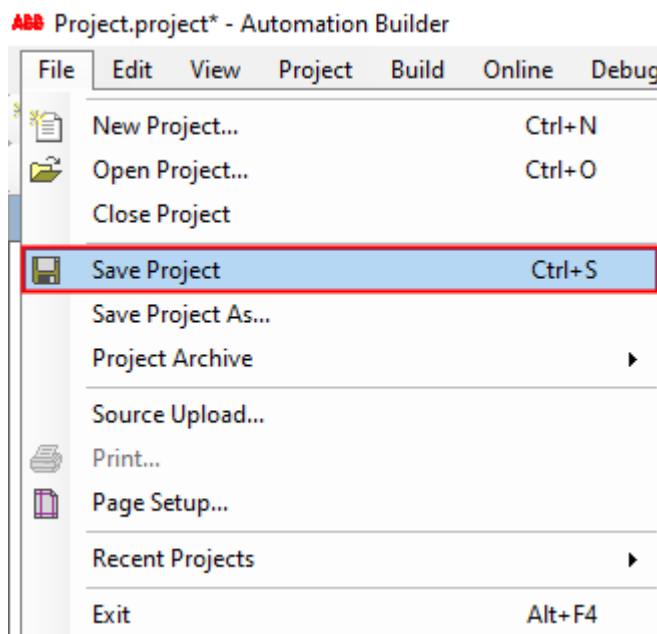 ABB Project.project* - Automation Builder
File Edit View Project Build Online Debug
New Project... Ctrl+N
Open Project... Ctrl+O
Close Project
Save Project Ctrl+S
Save Project As...
Project Archive
Source Upload...
Print...
Page Setup...
Recent Projects
Exit Alt+F4